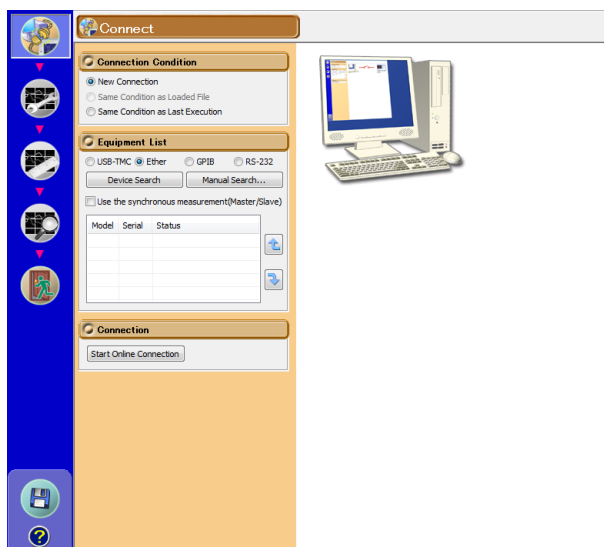 Connect
Connection Condition
New Connection
Same Condition as Loaded File
Same Condition as Last Execution
Equipment List
USB-TMC Ether GPIB RS-232
Device Search Manual Search...
Use the synchronous measurement(Master/Slave)
Model Serial Status
Connection
Start Online Connection
?